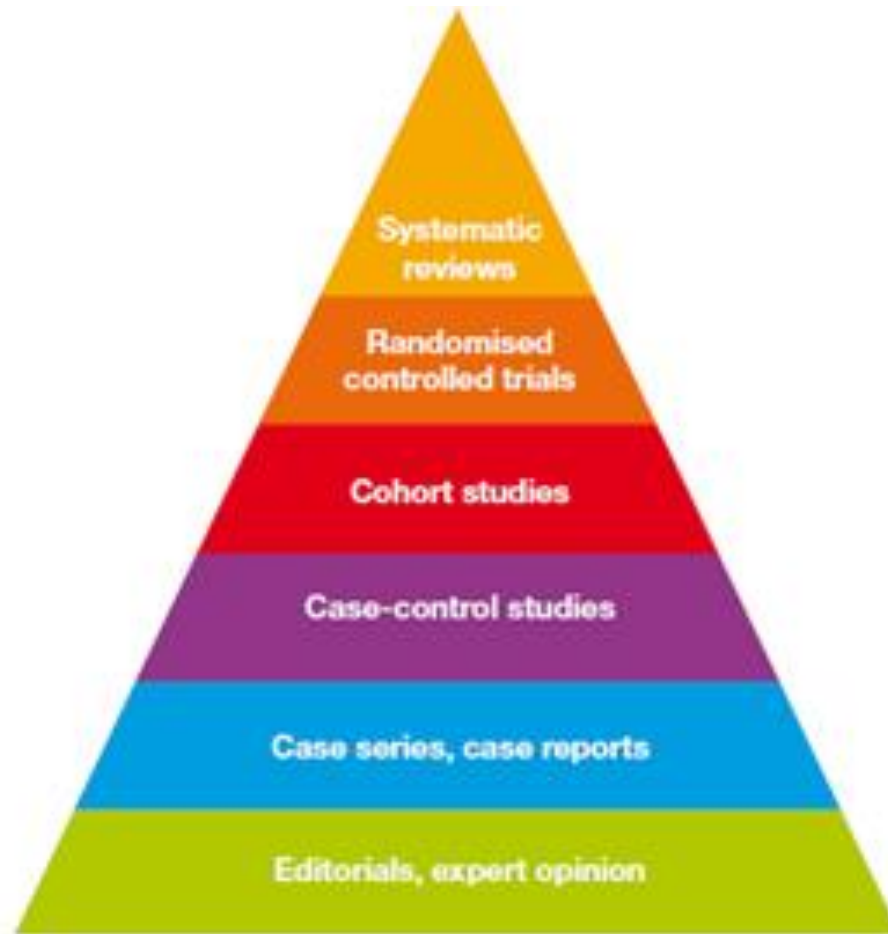 Systematic
reviews
Randomised
controlled trials
Cohort studies
Case-control studies
Case series, case reports
Editorials, expert opinion